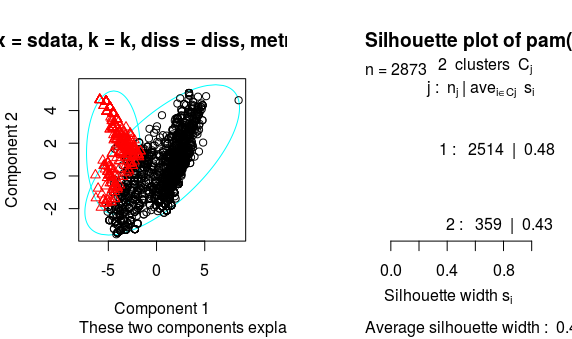 x = sdata, k = k, diss = diss, met
Component 2
4
2
0
-2
-5 0 5
Component 1
These two components expla
Silhouette plot of pam(
n = 2873 2 clusters Cj
j : nj | avei∈Cj si
1 : 2514 | 0.48
2 : 359 | 0.43
0.0 0.4 0.8
Silhouette width si
Average silhouette width : 0.4